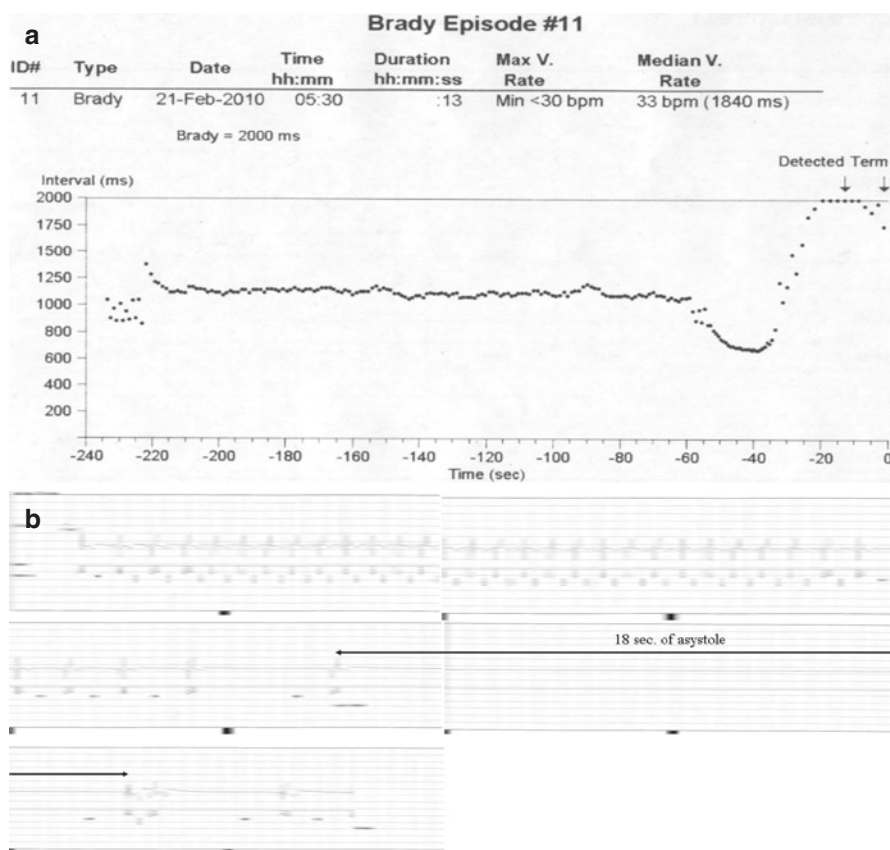 Brady Episode #11
a
ID# Type Date Time Duration Max V. Median V.
hh:mm hh:mm:ss Rate Rate
11 Brady 21-Feb-2010 05:30 :13 Min <30 bpm 33 bpm (1840 ms)
Brady = 2000 ms
Detected Term
Interval (ms)
2000
1750
1500
1250
1000
800
600
400
200
-240 -220 -200 -180 -160 -140 -120 -100 -80 -60 -40 -20 0
Time (sec)
b
18 sec. of asystole